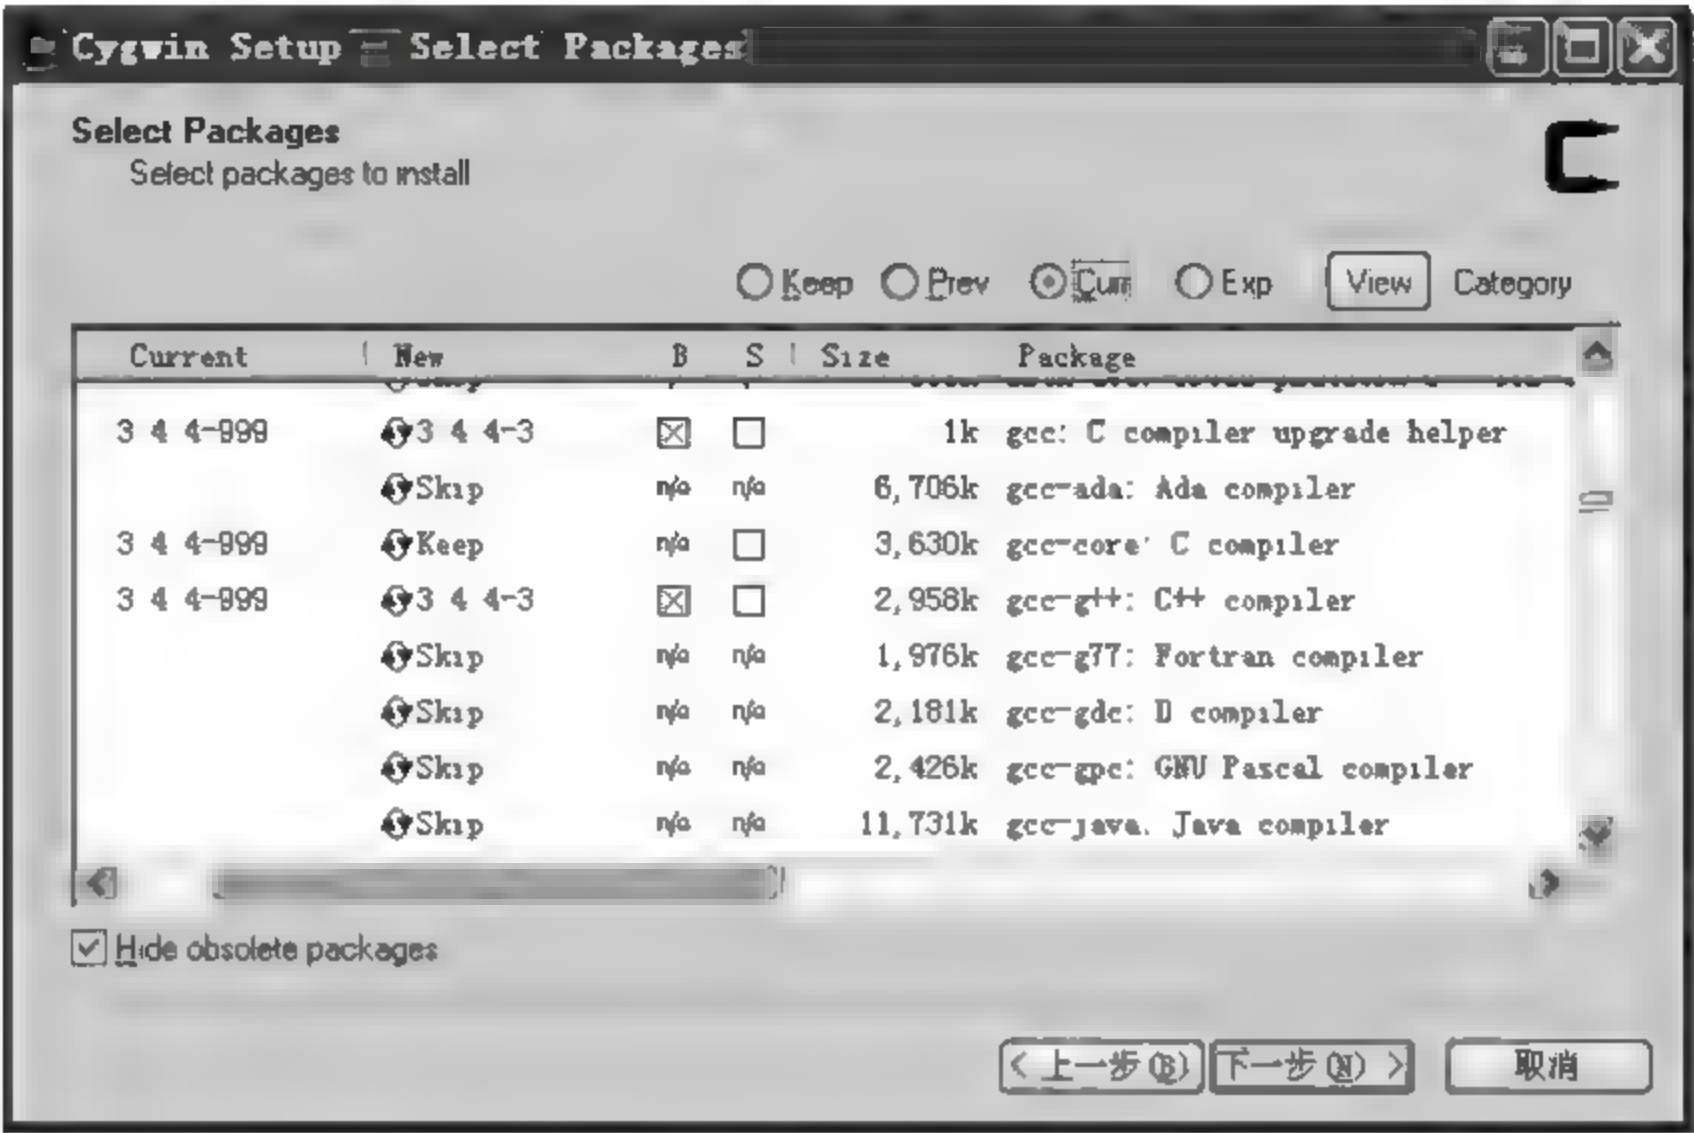 Cygwin Setup - Select Packages
Select Packages
Select packages to install
Keep Prev Curr Exp View Category
Current New B S Size Package
3 4 4-999 3 4 4-3 1k gcc: C compiler upgrade helper
Skip n/a n/a 6,706k gcc-ada: Ada compiler
3 4 4-999 Keep n/a 3,630k gcc-core: C compiler
3 4 4-999 3 4 4-3 2,958k gcc-g++: C++ compiler
Skip n/a n/a 1,976k gcc-g77: Fortran compiler
Skip n/a n/a 2,181k gcc-gdc: D compiler
Skip n/a n/a 2,426k gcc-gpc: GNU Pascal compiler
Skip n/a n/a 11,731k gcc-java. Java compiler
Hide obsolete packages
< 上一步(B) 下一步(N) > 取消